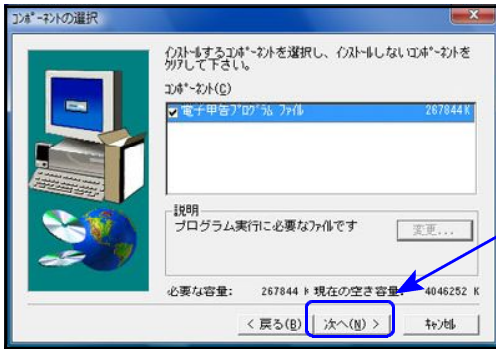 ｺﾝﾎﾟｰﾈﾝﾄの選択
ｲﾝｽﾄｰﾙするｺﾝﾎﾟｰﾈﾝﾄを選択し、ｲﾝｽﾄｰﾙしないｺﾝﾎﾟｰﾈﾝﾄを
ｸﾘｱして下さい。
ｺﾝﾎﾟｰﾈﾝﾄ(C)
電子申告ﾌﾟﾛｸﾞﾗﾑ ﾌｧｲﾙ 267844 K
説明
プログラム実行に必要なﾌｧｲﾙです
変更...
必要な容量: 267844 K 現在の空き容量: 4046252 K
< 戻る(B) 次へ(N) > ｷｬﾝｾﾙ